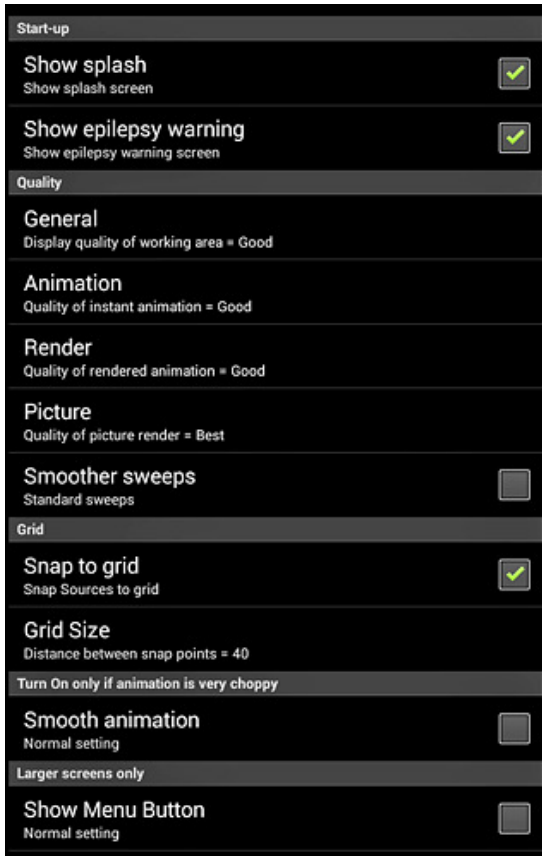 Start-up
Show splash
Show splash screen
Show epilepsy warning
Show epilepsy warning screen
Quality
General
Display quality of working area = Good
Animation
Quality of instant animation = Good
Render
Quality of rendered animation = Good
Picture
Quality of picture render = Best
Smoother sweeps
Standard sweeps
Grid
Snap to grid
Snap Sources to grid
Grid Size
Distance between snap points = 40
Turn On only if animation is very choppy
Smooth animation
Normal setting
Larger screens only
Show Menu Button
Normal setting